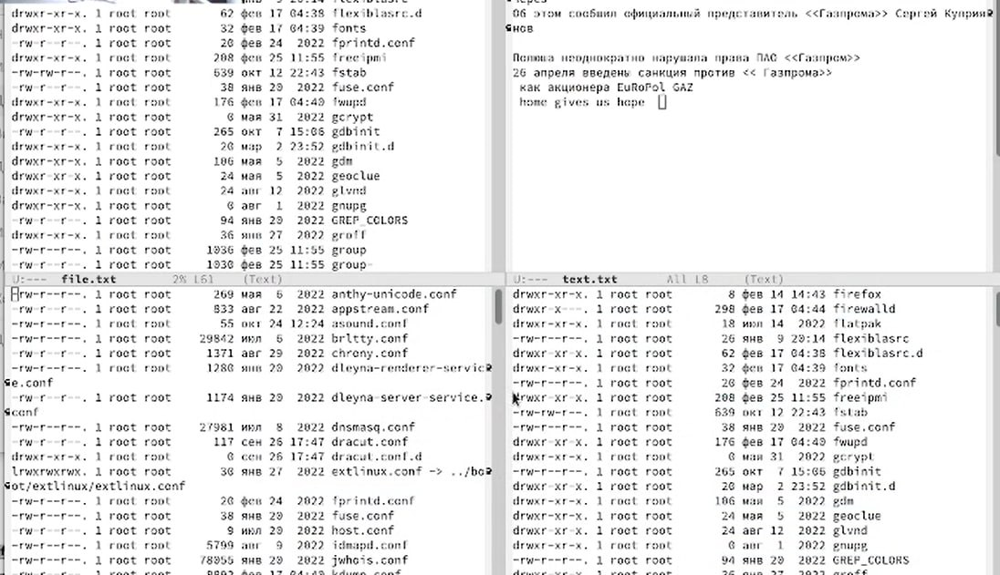 drwxr-xr-x. 1 root root 62 фев 17 04:38 flexiblasrc.d
drwxr-xr-x. 1 root root 32 фев 17 04:39 fonts
-rw-r--r--. 1 root root 20 фев 24 2022 fprintd.conf
drwxr-xr-x. 1 root root 208 фев 25 11:55 freeipmi
-rw-rw-r--. 1 root root 639 окт 12 22:43 fstab
-rw-r--r--. 1 root root 38 янв 20 2022 fuse.conf
drwxr-xr-x. 1 root root 176 фев 17 04:40 fwupd
drwxr-xr-x. 1 root root 0 мая 31 2022 gcrypt
-rw-r--r--. 1 root root 265 окт 7 15:06 gdbinit
drwxr-xr-x. 1 root root 20 мар 2 23:52 gdbinit.d
drwxr-xr-x. 1 root root 106 мая 5 2022 gdm
drwxr-xr-x. 1 root root 24 мая 5 2022 geoclue
drwxr-xr-x. 1 root root 24 авг 12 2022 glvnd
drwxr-xr-x. 1 root root 0 авг 1 2022 gnupg
-rw-r--r--. 1 root root 94 янв 20 2022 GREP_COLORS
drwxr-xr-x. 1 root root 36 янв 27 2022 groff
-rw-r--r--. 1 root root 1036 фев 25 11:55 group
-rw-r--r--. 1 root root 1030 фев 25 11:55 group-
U:--- file.txt 2% L61 (Text)
Об этом сообшил официальный представитель <<Газпрома>> Сергей Куприя
нов
Полюша неоднократно нарушала права ПАО <<Газпром>>
26 апреля введены санкция против << Газпрома>>
как акционера EuRoPol GAZ
home gives us hope
U:--- text.txt All L8 (Text)
-rw-r--r--. 1 root root 269 мая 6 2022 anthy-unicode.conf
-rw-r--r--. 1 root root 833 авг 22 2022 appstream.conf
-rw-r--r--. 1 root root 55 окт 24 12:24 asound.conf
-rw-r--r--. 1 root root 29842 июл 6 2022 brltty.conf
-rw-r--r--. 1 root root 1371 авг 29 2022 chrony.conf
-rw-r--r--. 1 root root 1280 янв 20 2022 dleyna-renderer-servic
e.conf
-rw-r--r--. 1 root root 1174 янв 20 2022 dleyna-server-service.
conf
-rw-r--r--. 1 root root 27981 июл 8 2022 dnsmasq.conf
-rw-r--r--. 1 root root 117 сен 26 17:47 dracut.conf
drwxr-xr-x. 1 root root 0 сен 26 17:47 dracut.conf.d
lrwxrwxrwx. 1 root root 30 янв 27 2022 extlinux.conf -> ../bo
ot/extlinux/extlinux.conf
-rw-r--r--. 1 root root 20 фев 24 2022 fprintd.conf
-rw-r--r--. 1 root root 38 янв 20 2022 fuse.conf
-rw-r--r--. 1 root root 9 июл 20 2022 host.conf
-rw-r--r--. 1 root root 5799 авг 9 2022 idmapd.conf
-rw-r--r--. 1 root root 78055 янв 20 2022 jwhois.conf
drwxr-xr-x. 1 root root 8 фев 14 14:43 firefox
drwxr-x---. 1 root root 298 фев 17 04:44 firewalld
drwxr-xr-x. 1 root root 18 июл 14 2022 flatpak
-rw-r--r--. 1 root root 26 янв 9 20:14 flexiblasrc
drwxr-xr-x. 1 root root 62 фев 17 04:38 flexiblasrc.d
drwxr-xr-x. 1 root root 32 фев 17 04:39 fonts
-rw-r--r--. 1 root root 20 фев 24 2022 fprintd.conf
drwxr-xr-x. 1 root root 208 фев 25 11:55 freeipmi
-rw-rw-r--. 1 root root 639 окт 12 22:43 fstab
-rw-r--r--. 1 root root 38 янв 20 2022 fuse.conf
drwxr-xr-x. 1 root root 176 фев 17 04:40 fwupd
drwxr-xr-x. 1 root root 0 мая 31 2022 gcrypt
-rw-r--r--. 1 root root 265 окт 7 15:06 gdbinit
drwxr-xr-x. 1 root root 20 мар 2 23:52 gdbinit.d
drwxr-xr-x. 1 root root 106 мая 5 2022 gdm
drwxr-xr-x. 1 root root 24 мая 5 2022 geoclue
drwxr-xr-x. 1 root root 24 авг 12 2022 glvnd
drwxr-xr-x. 1 root root 0 авг 1 2022 gnupg
-rw-r--r--. 1 root root 94 янв 20 2022 GREP_COLORS